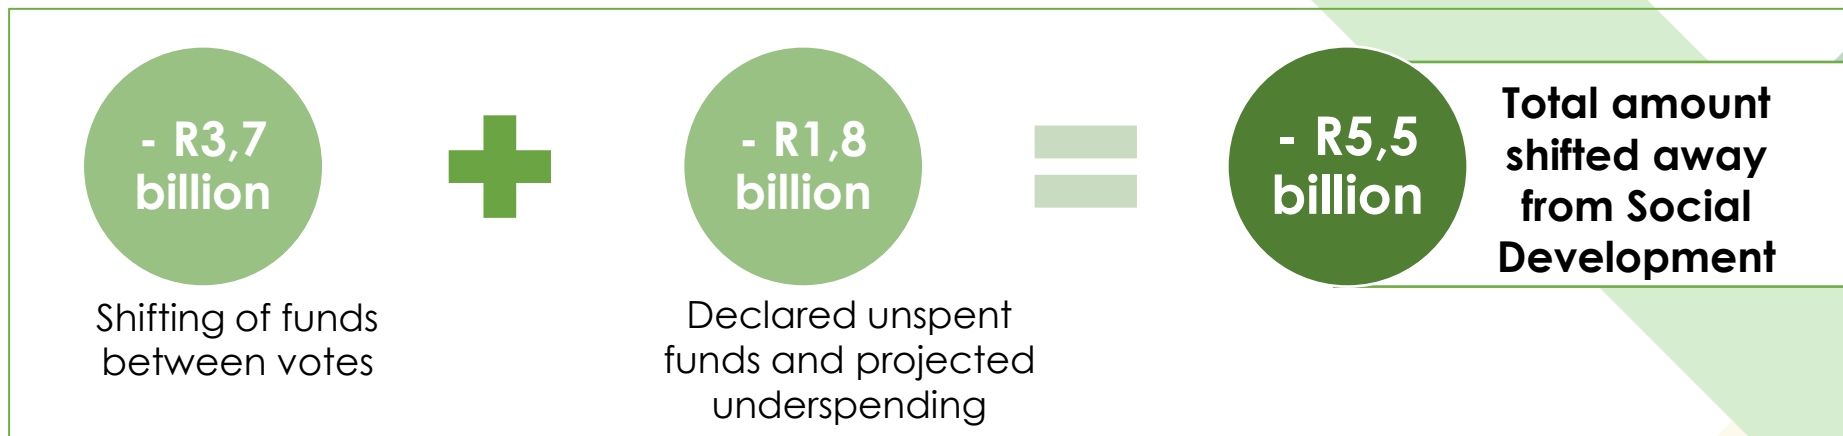 - R3,7
billion
Shifting of funds
between votes
- R1,8
billion
Declared unspent
funds and projected
underspending
- R5,5
billion
Total amount
shifted away
from Social
Development